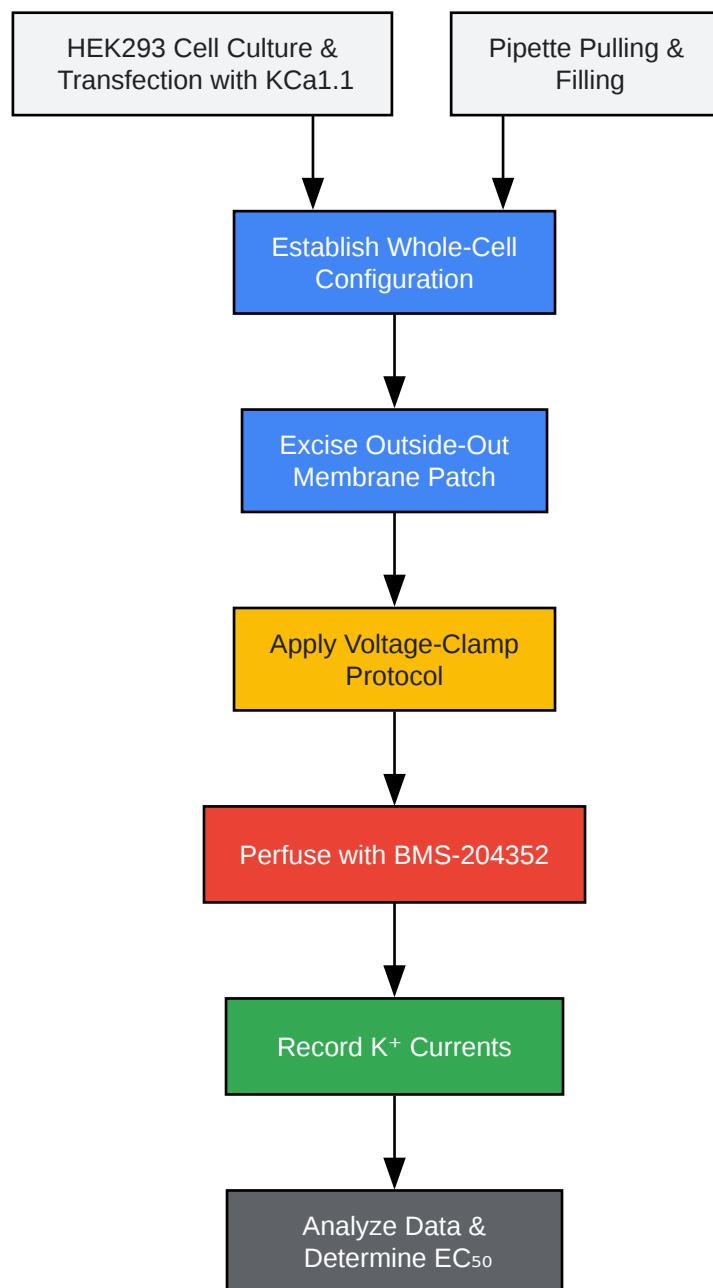 HEK293 Cell Culture &
Transfection with KCa1.1
Pipette Pulling &
Filling
Establish Whole-Cell
Configuration
Excise Outside-Out
Membrane Patch
Apply Voltage-Clamp
Protocol
Perfuse with BMS-204352
Record K⁺ Currents
Analyze Data &
Determine EC₅₀